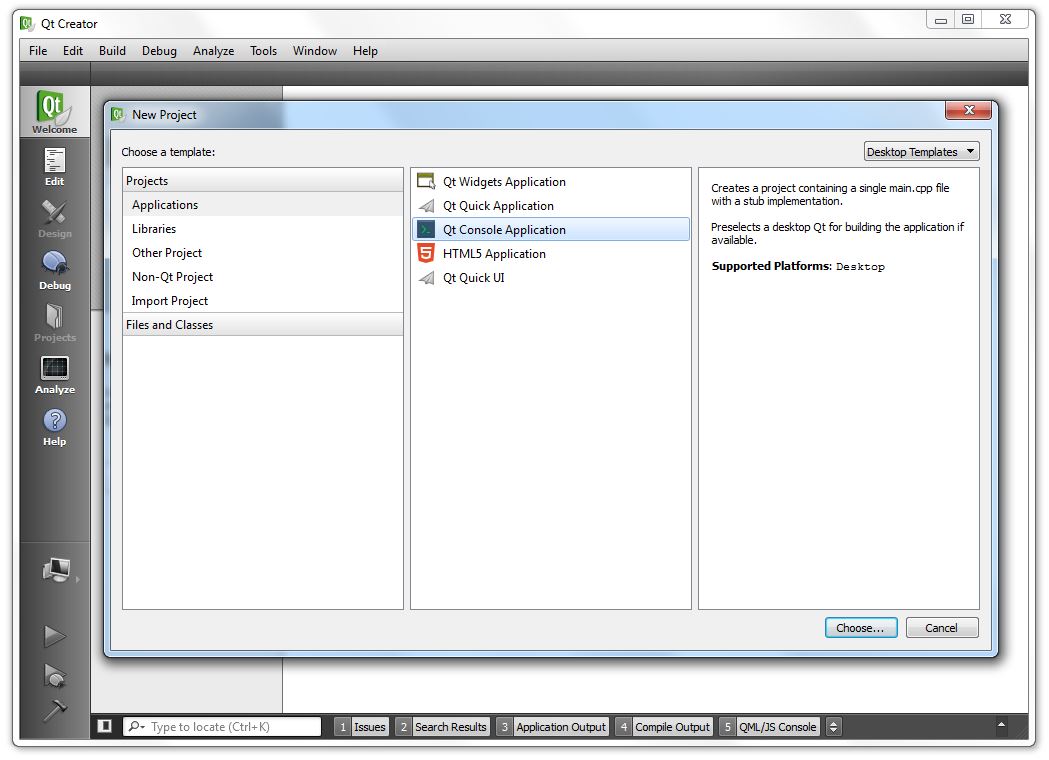 Qt Creator
File Edit Build Debug Analyze Tools Window Help
Qt
Welcome
Edit
Design
Debug
Projects
Analyze
Help
New Project
Choose a template:
Desktop Templates
Projects
Applications
Libraries
Other Project
Non-Qt Project
Import Project
Files and Classes
Qt Widgets Application
Qt Quick Application
Qt Console Application
5 HTML5 Application
Qt Quick UI
Creates a project containing a single main.cpp file
with a stub implementation.
Preselects a desktop Qt for building the application if
available.
Supported Platforms: Desktop
Choose... Cancel
Type to locate (Ctrl+K) 1 Issues 2 Search Results 3 Application Output 4 Compile Output 5 QML/JS Console